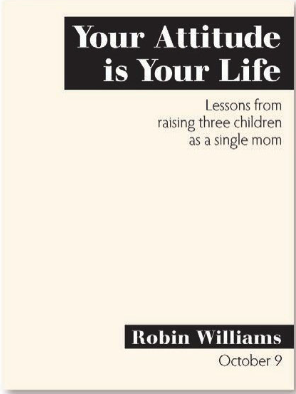 Your Attitude
is Your Life
Lessons from
raising three children
as a single mom
Robin Williams
October 9